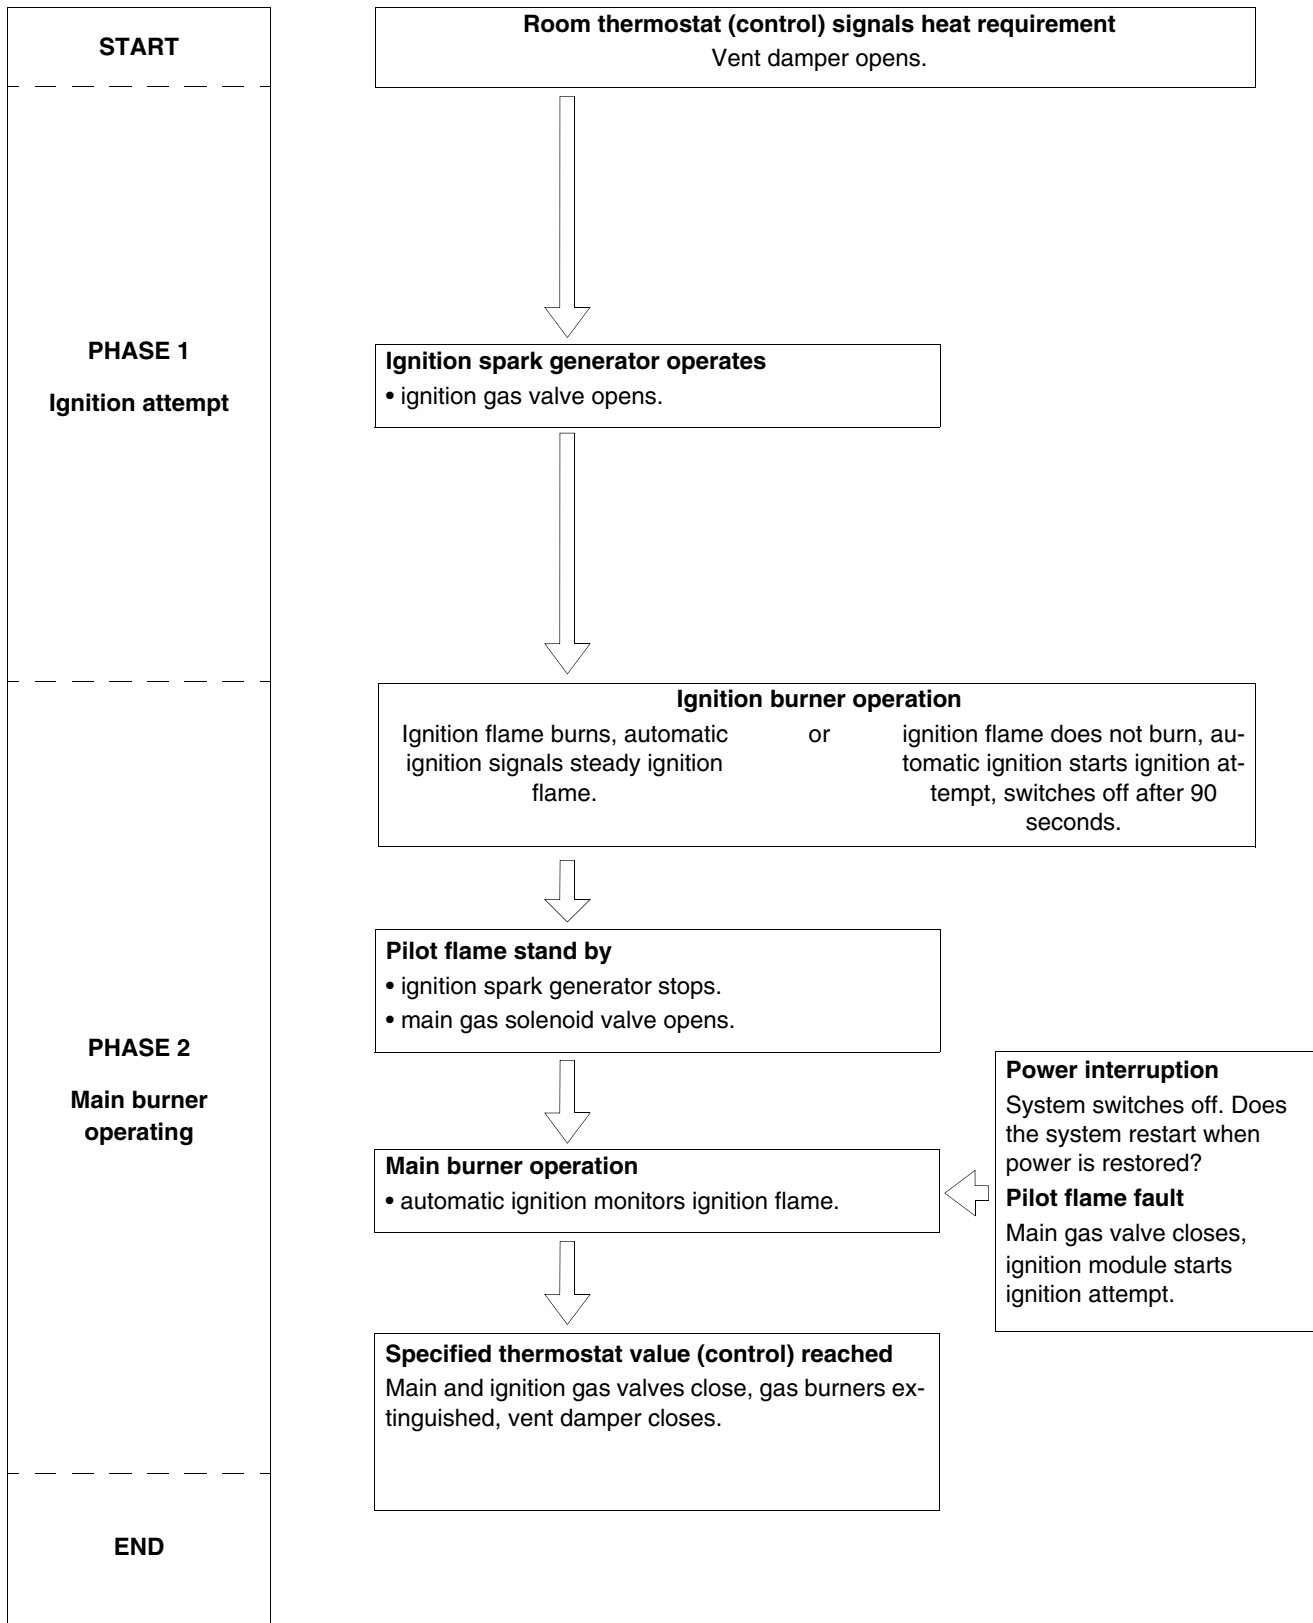 START
Room thermostat (control) signals heat requirement
Vent damper opens.
PHASE 1
Ignition attempt
Ignition spark generator operates
• ignition gas valve opens.
Ignition burner operation
Ignition flame burns, automatic
ignition signals steady ignition
flame.
or
ignition flame does not burn, au-
tomatic ignition starts ignition at-
tempt, switches off after 90
seconds.
Pilot flame stand by
• ignition spark generator stops.
• main gas solenoid valve opens.
PHASE 2
Main burner
operating
Main burner operation
• automatic ignition monitors ignition flame.
Power interruption
System switches off. Does
the system restart when
power is restored?
Pilot flame fault
Main gas valve closes,
ignition module starts
ignition attempt.
Specified thermostat value (control) reached
Main and ignition gas valves close, gas burners ex-
tinguished, vent damper closes.
END